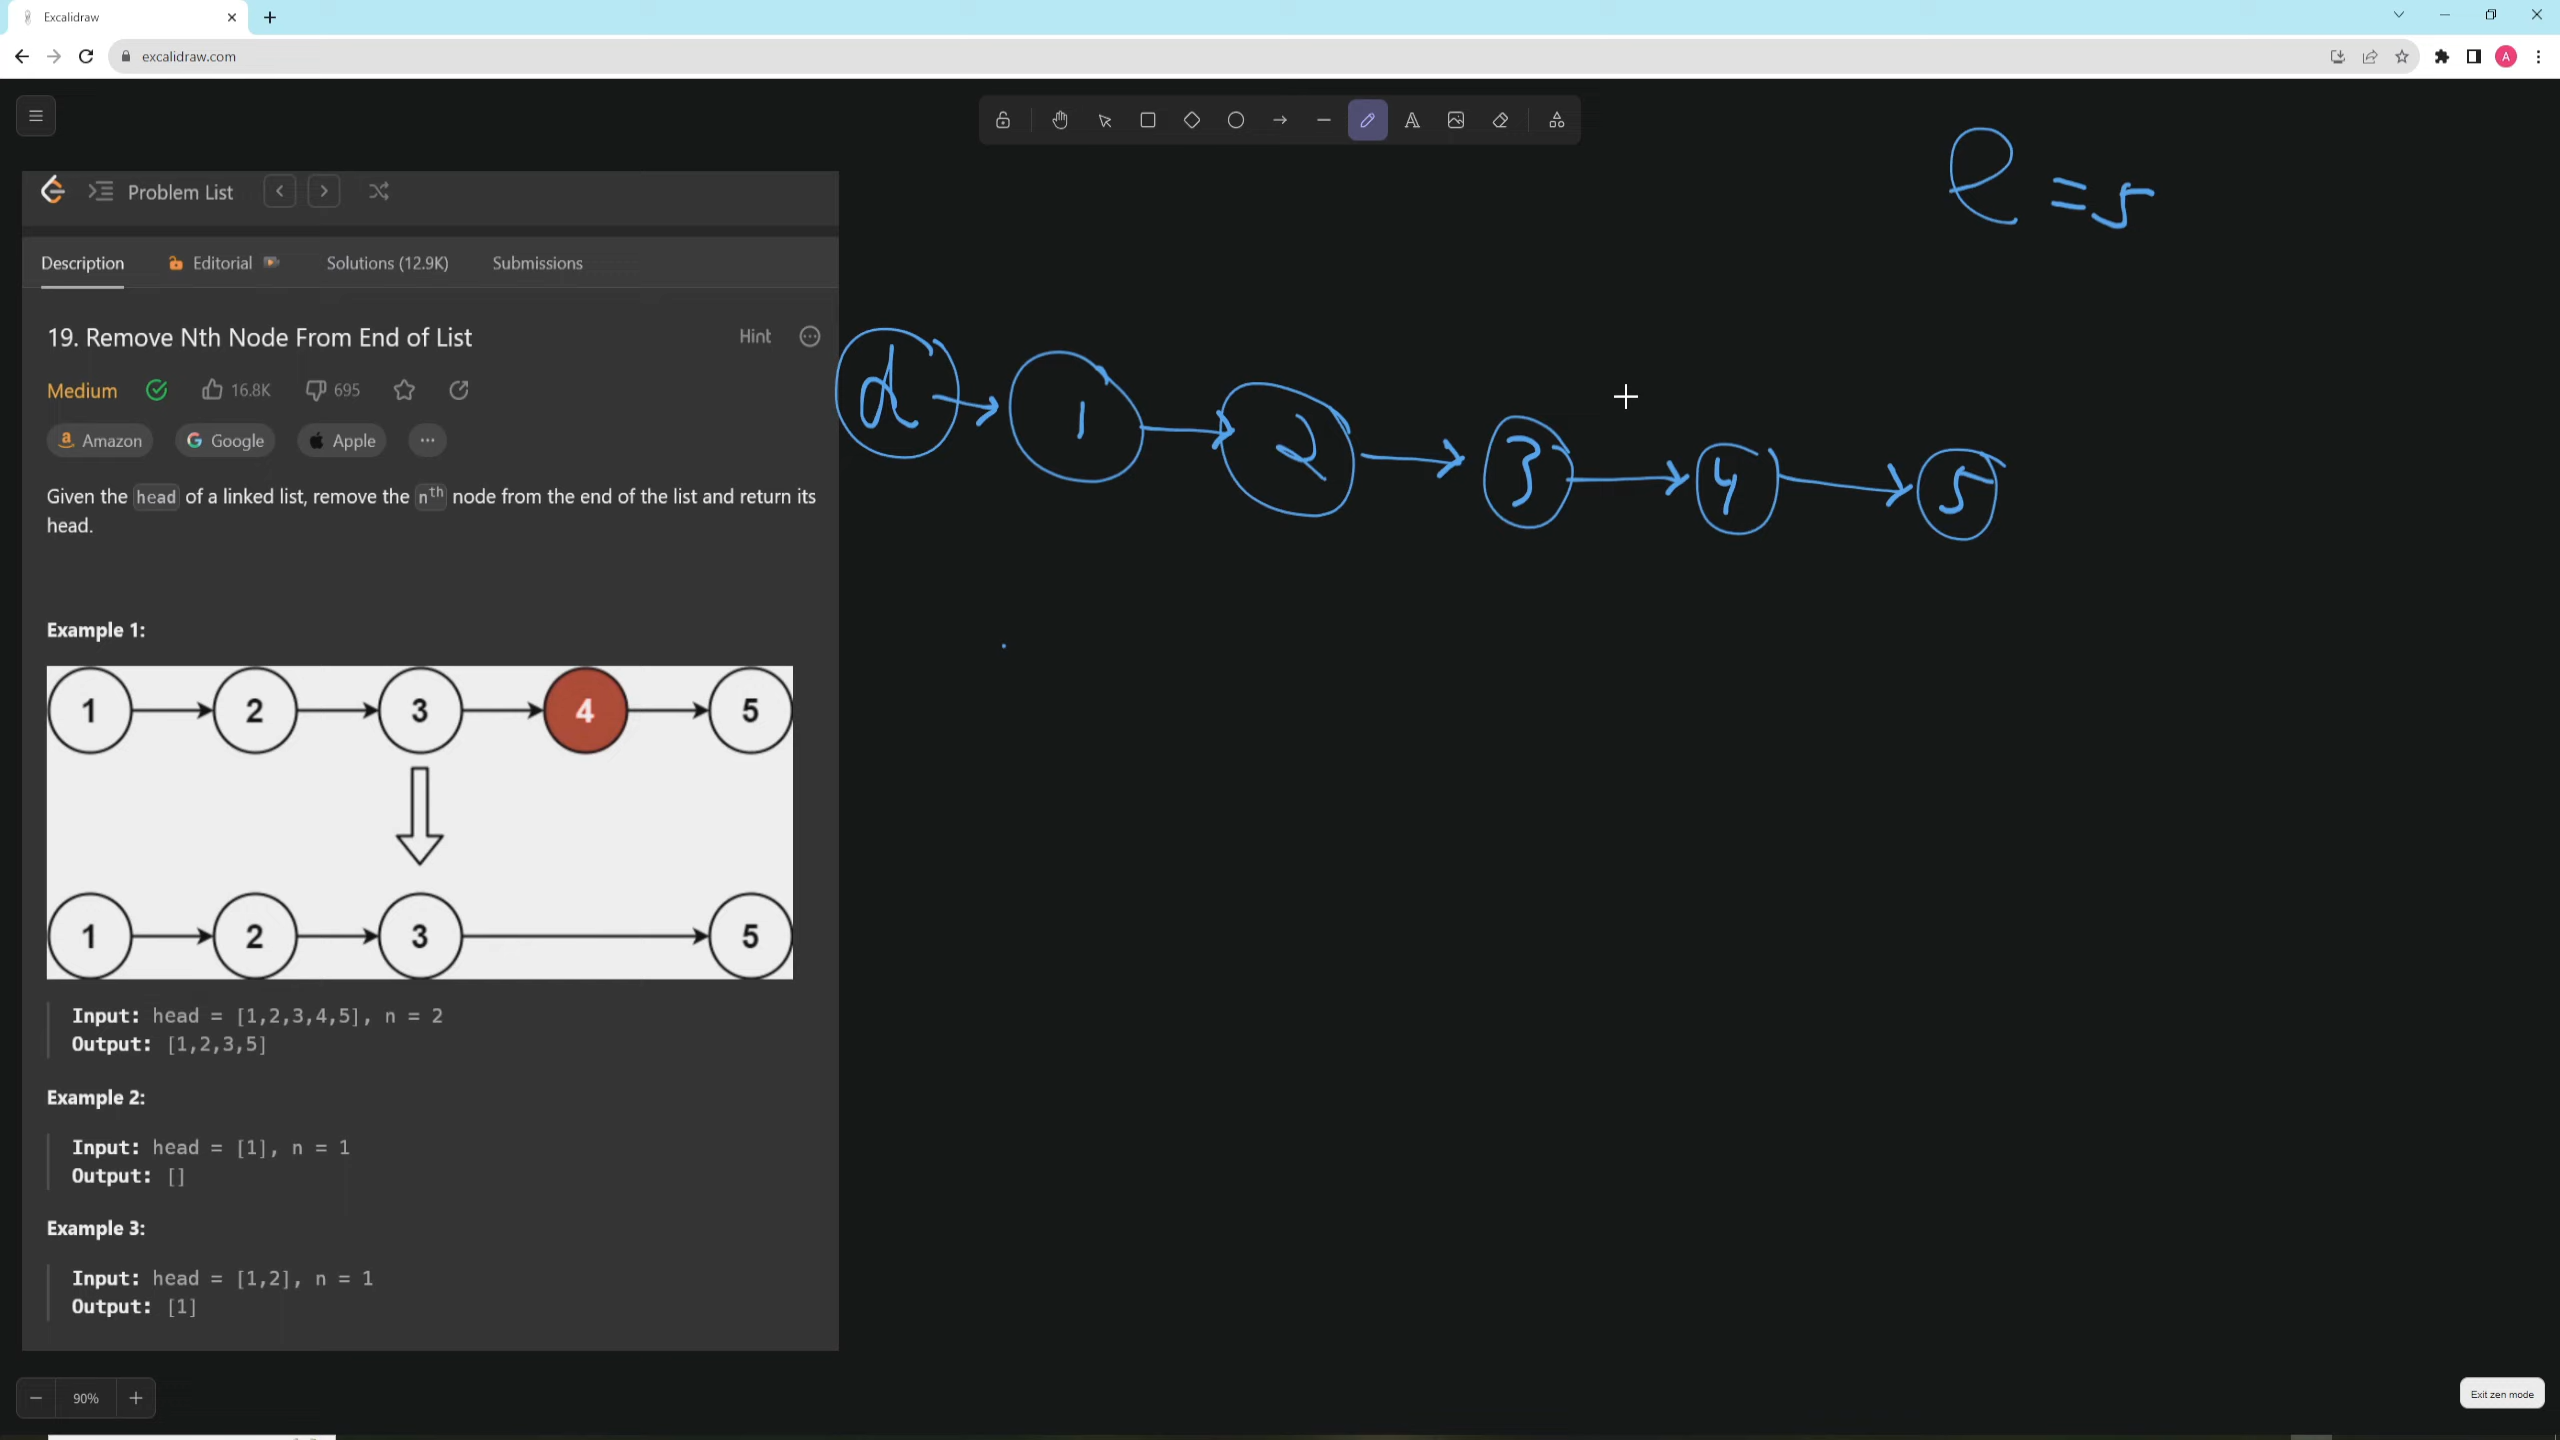 Excalidraw
excalidraw.com
A
Problem List
Description Editorial Solutions (12.9K) Submissions
19. Remove Nth Node From End of List Hint
Medium 16.8K 695
Amazon Google Apple
Given the head of a linked list, remove the nth node from the end of the list and return its
head.
Example 1:
1 2 3 4 5
1 2 3 5
Input: head = [1,2,3,4,5], n = 2
Output: [1,2,3,5]
Example 2:
Input: head = [1], n = 1
Output: []
Example 3:
Input: head = [1,2], n = 1
Output: [1]
l = 5
d 1 2 3 4 5
90%
Exit zen mode